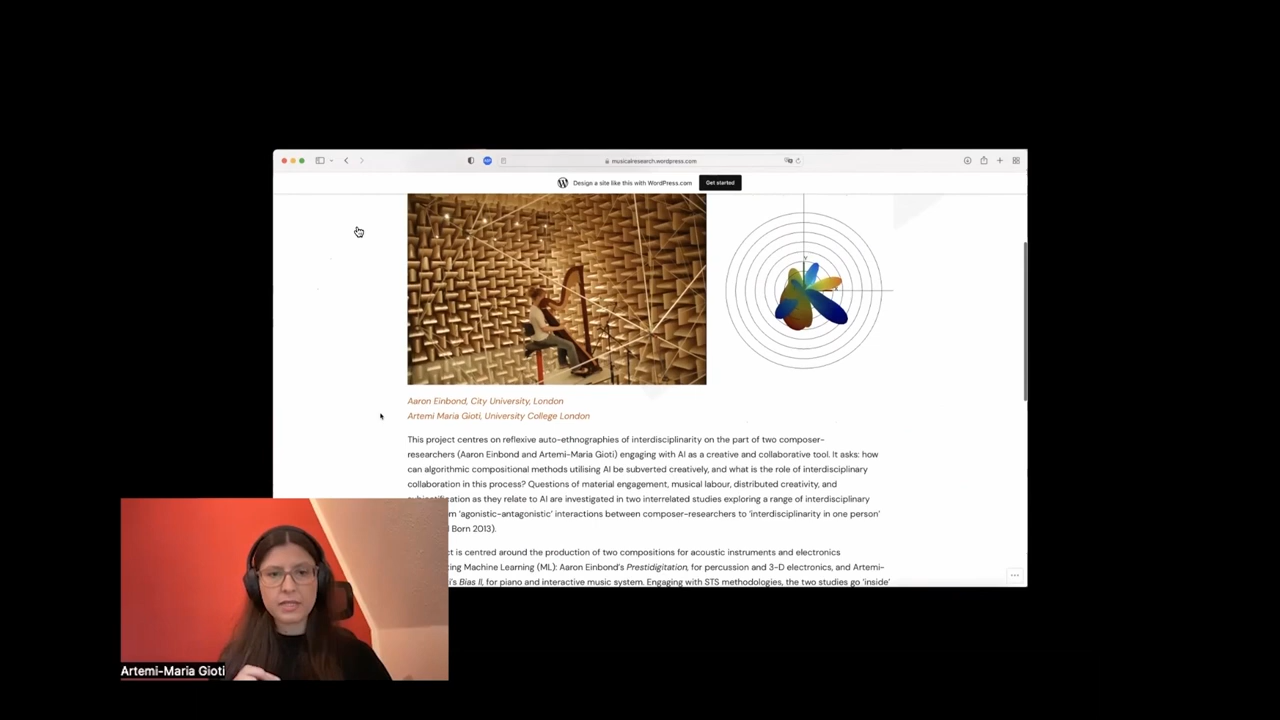 musicalresearch.wordpress.com
Design a site like this with WordPress.com
Get started
Aaron Einbond, City University, London
Artemi Maria Gioti, University College London
This project centres on reflexive auto-ethnographies of interdisciplinarity on the part of two composer-
researchers (Aaron Einbond and Artemi-Maria Gioti) engaging with AI as a creative and collaborative tool. It asks: how
can algorithmic compositional methods utilising AI be subverted creatively, and what is the role of interdisciplinary
collaboration in this process? Questions of material engagement, musical labour, distributed creativity, and
as they relate to AI are investigated in two interrelated studies exploring a range of interdisciplinary
'agonistic-antagonistic' interactions between composer-researchers to 'interdisciplinarity in one person'
Born 2013).
is centred around the production of two compositions for acoustic instruments and electronics
Machine Learning (ML): Aaron Einbond's Prestidigitation, for percussion and 3-D electronics, and Artemi-
Bias II, for piano and interactive music system. Engaging with STS methodologies, the two studies go 'inside'
Artemi-Maria Gioti